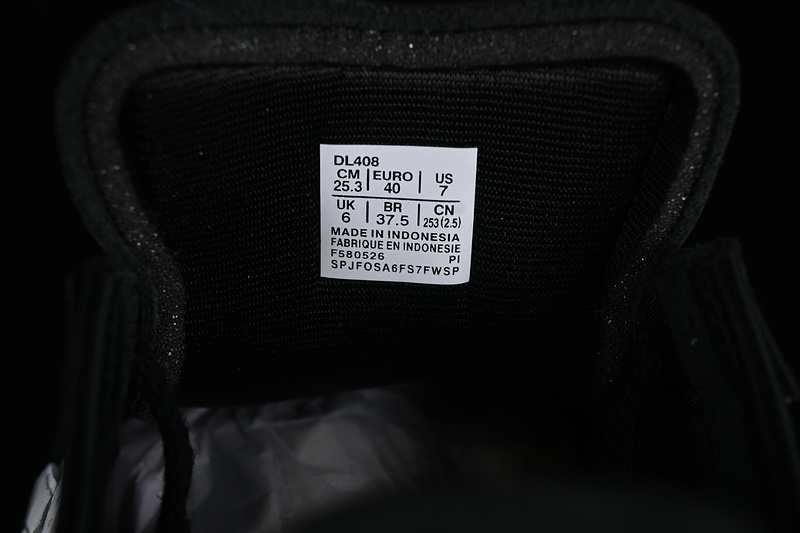 DL408
CM | EURO | US
25.3 | 40 | 7
UK | BR | CN
6 | 37.5 | 253(2.5)
MADE IN INDONESIA
FABRIQUE EN INDONESIE
F580526 PI
SPJFOSA6FS7FWSP